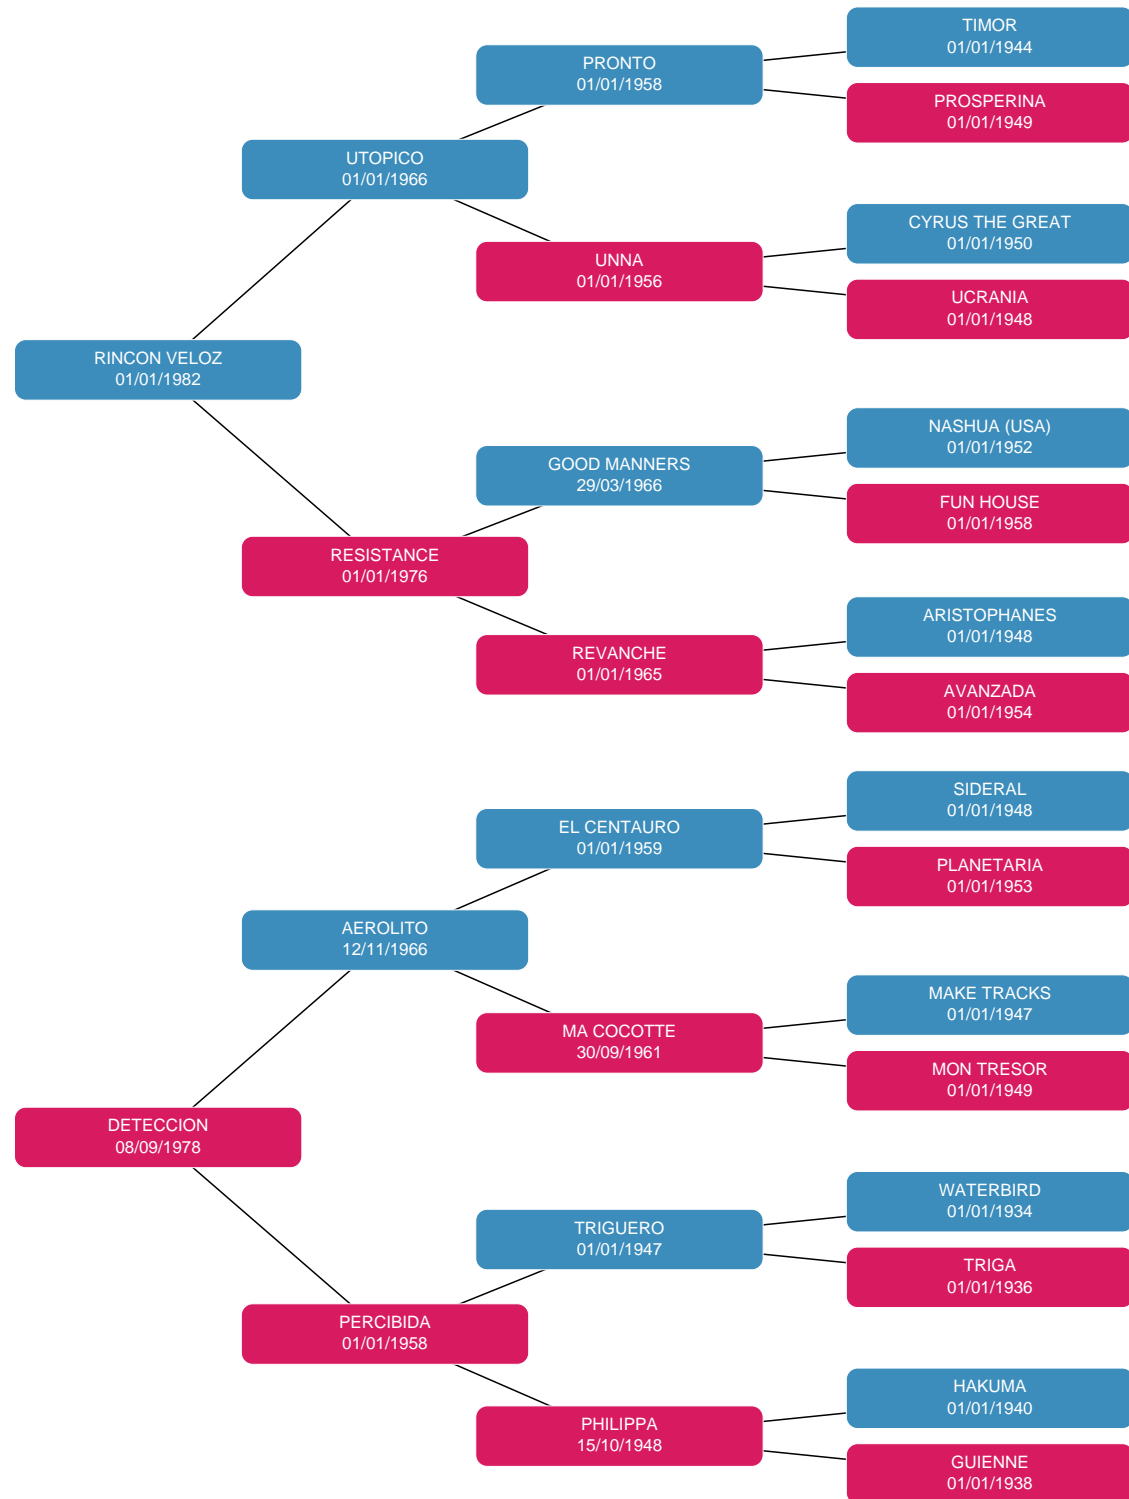 TIMOR
01/01/1944
PRONTO
01/01/1958
PROSPERINA
01/01/1949
UTOPICO
01/01/1966
CYRUS THE GREAT
01/01/1950
UNNA
01/01/1956
UCRANIA
01/01/1948
RINCON VELOZ
01/01/1982
NASHUA (USA)
01/01/1952
GOOD MANNERS
29/03/1966
FUN HOUSE
01/01/1958
RESISTANCE
01/01/1976
ARISTOPHANES
01/01/1948
REVANCHE
01/01/1965
AVANZADA
01/01/1954
SIDERAL
01/01/1948
EL CENTAURO
01/01/1959
PLANETARIA
01/01/1953
AEROLITO
12/11/1966
MAKE TRACKS
01/01/1947
MA COCOTTE
30/09/1961
MON TRESOR
01/01/1949
DETECCION
08/09/1978
WATERBIRD
01/01/1934
TRIGUERO
01/01/1947
TRIGA
01/01/1936
PERCIBIDA
01/01/1958
HAKUMA
01/01/1940
PHILIPPA
15/10/1948
GUIENNE
01/01/1938